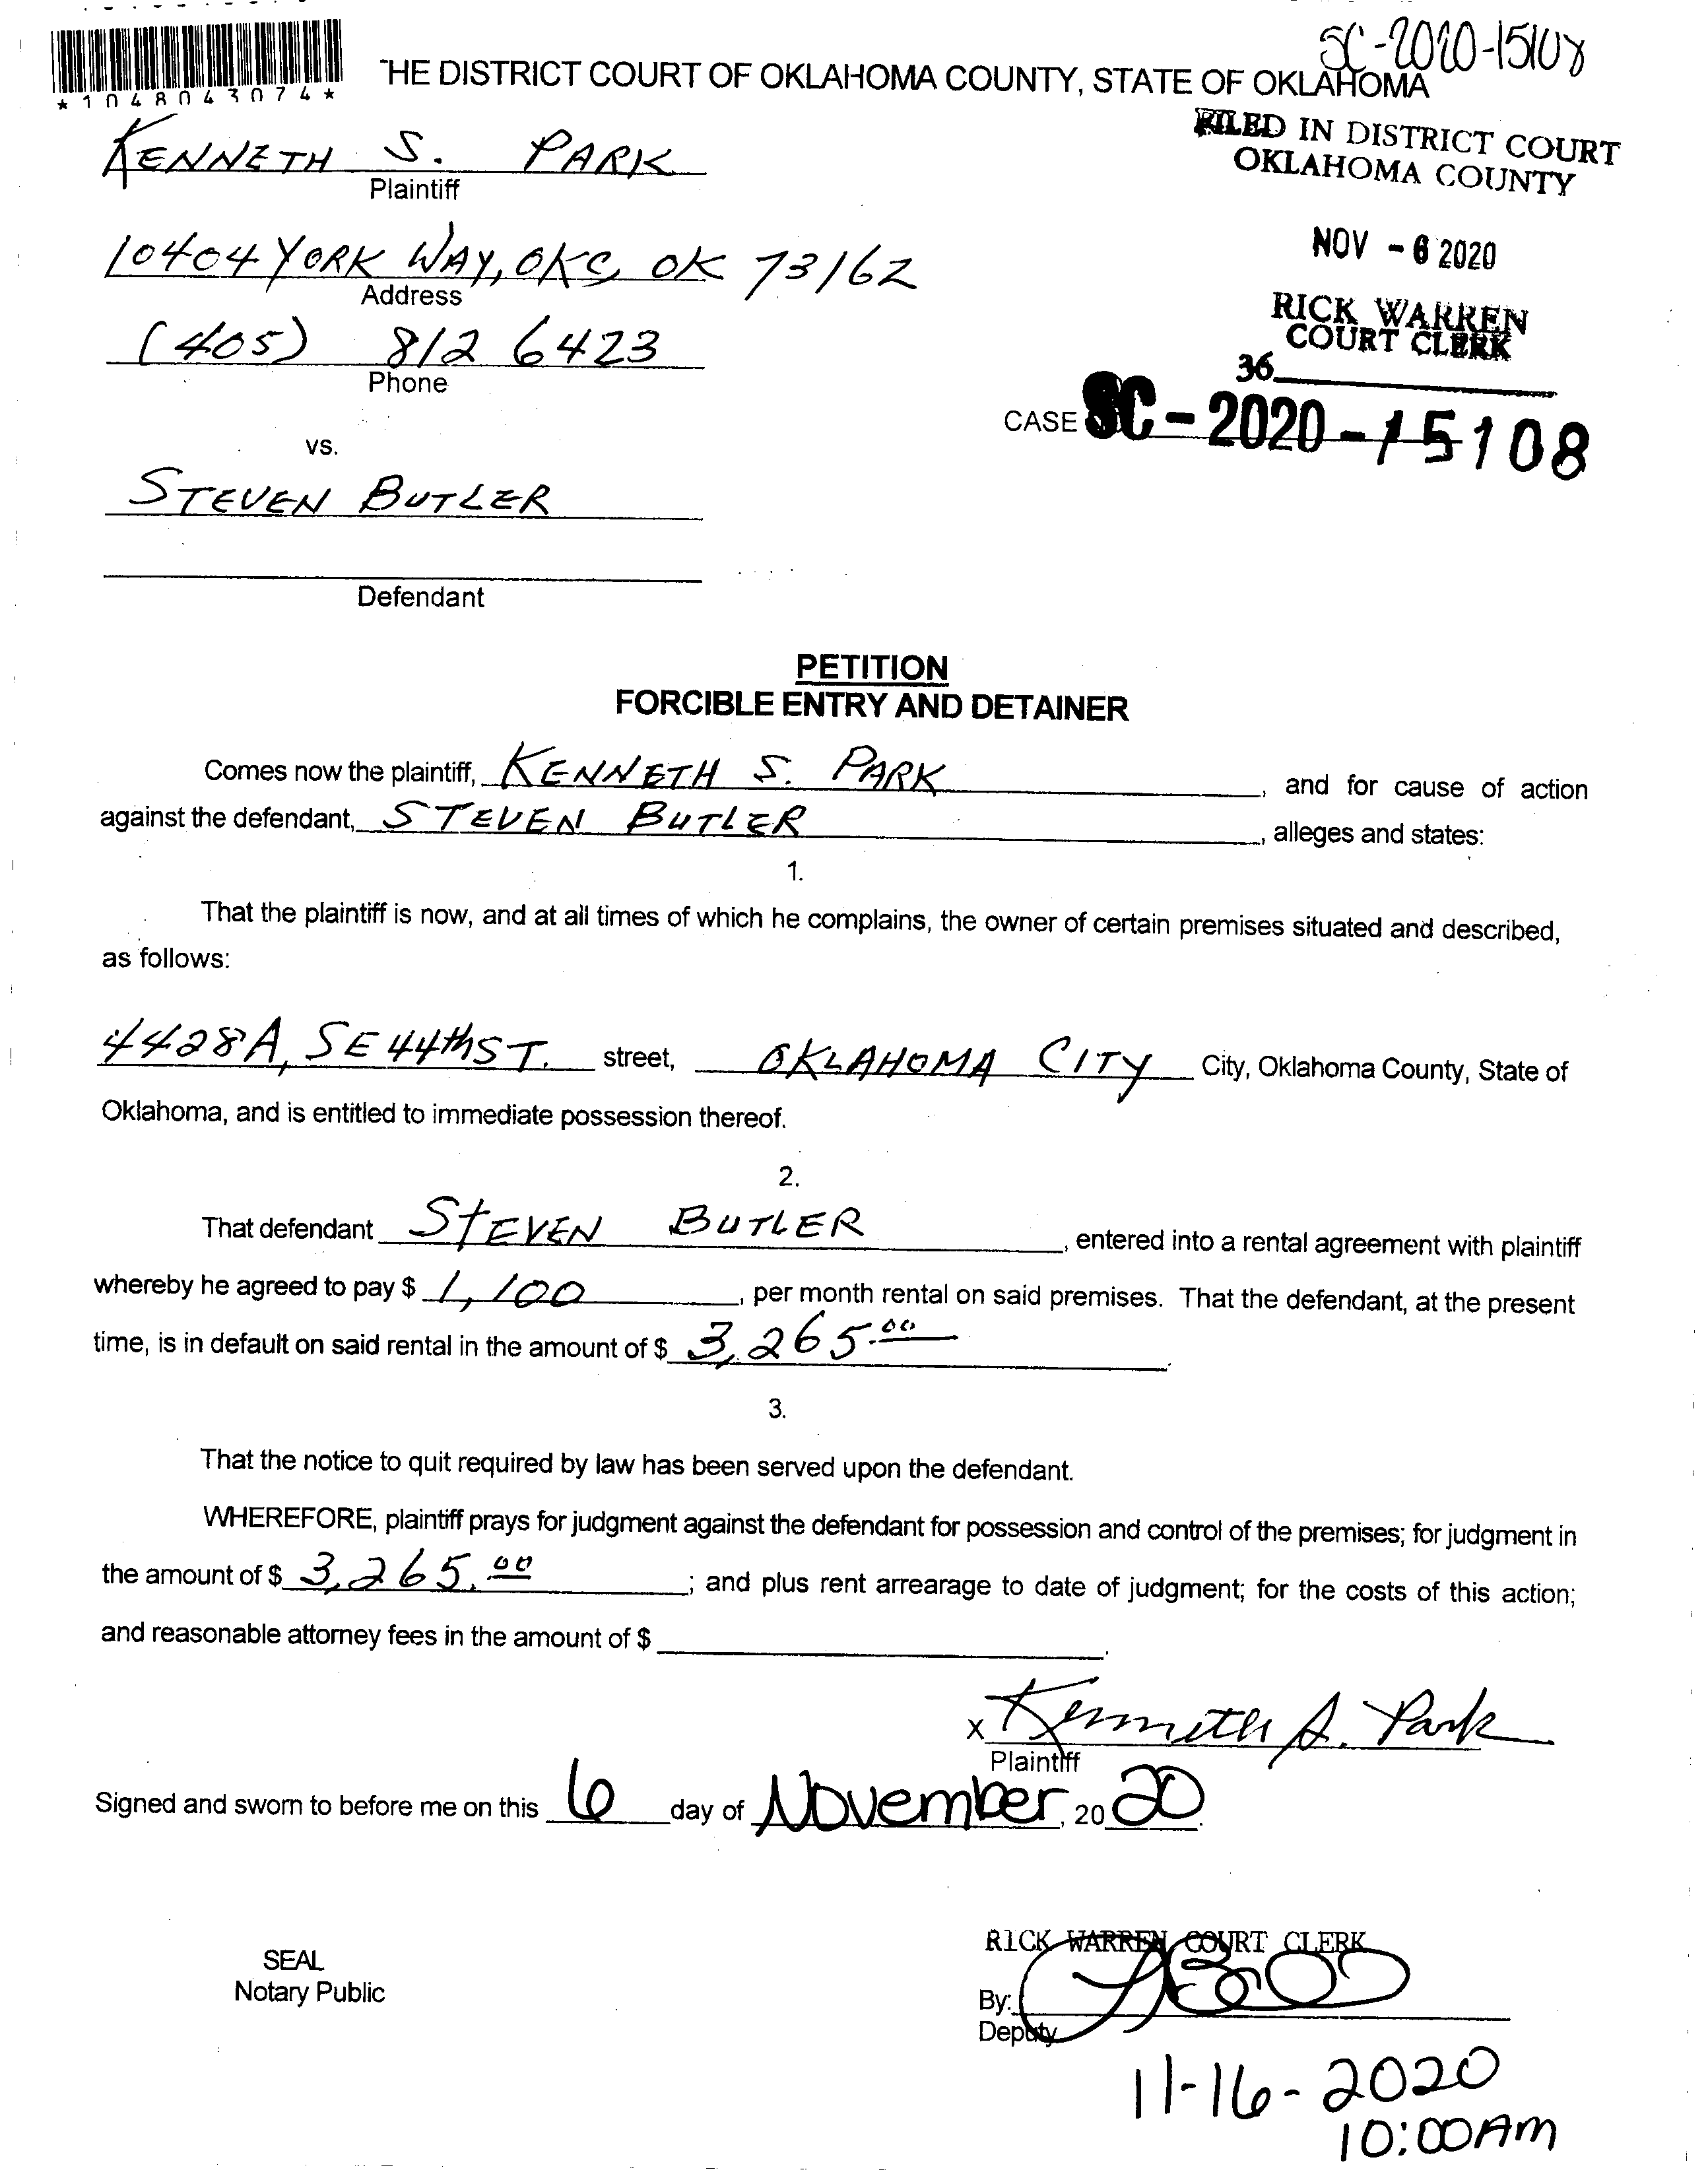 SC-2020-15108
*1048043074*
THE DISTRICT COURT OF OKLAHOMA COUNTY, STATE OF OKLAHOMA
FILED IN DISTRICT COURT
OKLAHOMA COUNTY
KENNETH S. PARK
Plaintiff
NOV - 6 2020
10404 YORK WAY, OKC, OK 73162
Address
RICK WARREN
COURT CLERK
(405) 812 6423
Phone
36
CASE SC-2020-15108
vs.
STEVEN BUTLER
Defendant
PETITION
FORCIBLE ENTRY AND DETAINER
Comes now the plaintiff, KENNETH S. PARK, and for cause of action
against the defendant, STEVEN BUTLER, alleges and states:
1.
That the plaintiff is now, and at all times of which he complains, the owner of certain premises situated and described,
as follows:
4428A, SE 44th ST. street, OKLAHOMA CITY City, Oklahoma County, State of
Oklahoma, and is entitled to immediate possession thereof.
2.
That defendant STEVEN BUTLER, entered into a rental agreement with plaintiff
whereby he agreed to pay $ 1,100, per month rental on said premises. That the defendant, at the present
time, is in default on said rental in the amount of $ 3,265.00.
3.
That the notice to quit required by law has been served upon the defendant.
WHEREFORE, plaintiff prays for judgment against the defendant for possession and control of the premises; for judgment in
the amount of $ 3,265.00; and plus rent arrearage to date of judgment; for the costs of this action;
and reasonable attorney fees in the amount of $ .
X Kenneth S. Park
Plaintiff
Signed and sworn to before me on this 6 day of November, 20 20.
RICK WARREN COURT CLERK
SEAL
Notary Public
By:
Deputy
11-16-2020
10:00AM